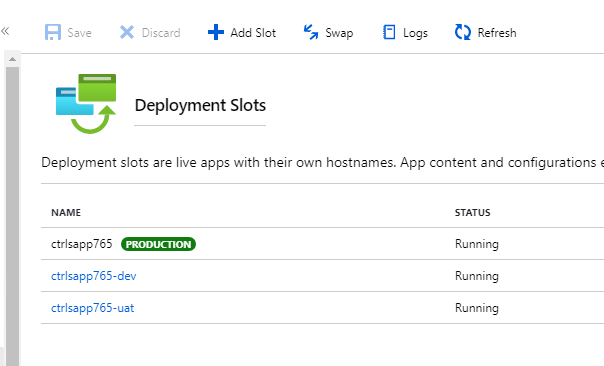 « Save Discard Add Slot Swap Logs Refresh
Deployment Slots
Deployment slots are live apps with their own hostnames. App content and configurations
NAME STATUS
ctrlsapp765 PRODUCTION Running
ctrlsapp765-dev Running
ctrlsapp765-uat Running